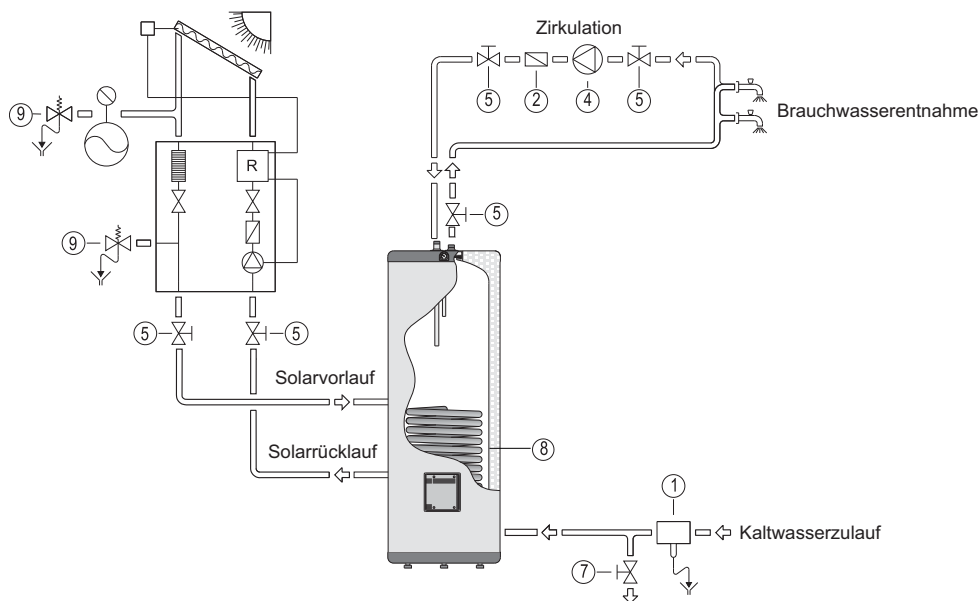 Zirkulation
5
2
4
5
Brauchwasserentnahme
9
R
5
9
5
5
Solarvorlauf
Solarrücklauf
8
1
Kaltwasserzulauf
7